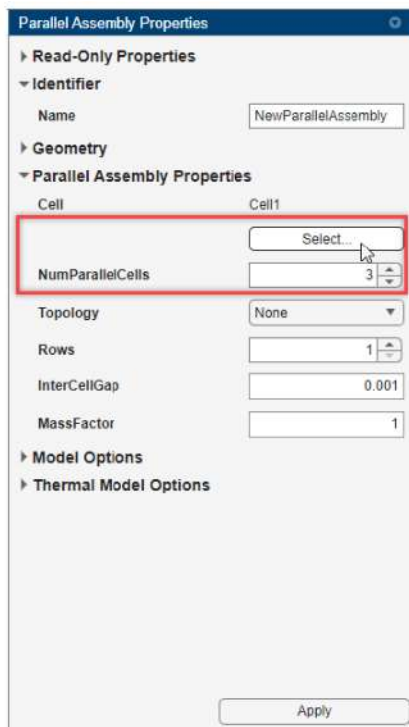 Parallel Assembly Properties
Read-Only Properties
Identifier
Name NewParallelAssembly
Geometry
Parallel Assembly Properties
Cell Cell1
Select...
NumParallelCells 3
Topology None
Rows 1
InterCellGap 0.001
MassFactor 1
Model Options
Thermal Model Options
Apply